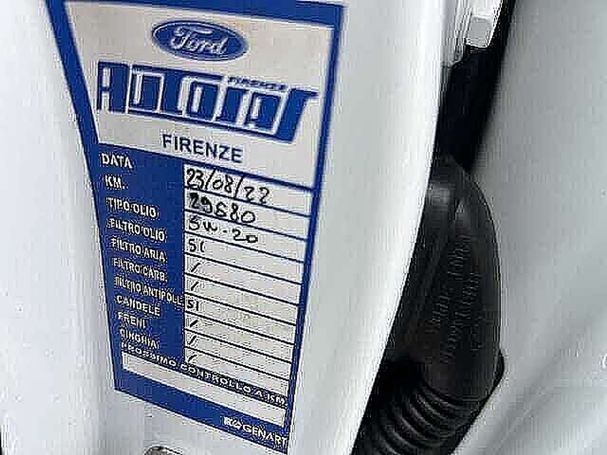 Ford
FIRENZE
AUTOSAS
FIRENZE
DATA 23/08/22
KM. 29680
TIPO OLIO 5W-20
FILTRO OLIO SI
FILTRO ARIA /
FILTRO CARB. /
FILTRO ANTIPOLL. SI
CANDELE /
FRENI /
CINGHIA /
PROSSIMO CONTROLLO A KM.
GENART